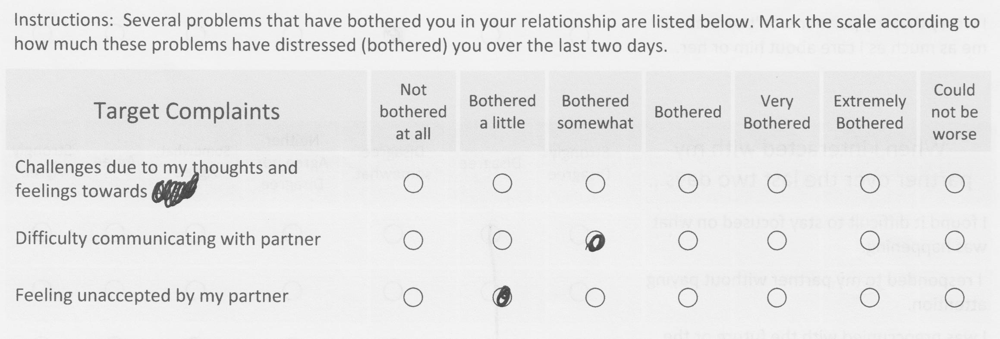 Instructions:  Several problems that have bothered you in your relationship are listed below. Mark the scale according to
how much these problems have distressed (bothered) you over the last two days.
Target Complaints
Not
bothered
at all
Bothered
a little
Bothered
somewhat
Bothered
Very
Bothered
Extremely
Bothered
Could
not be
worse
Challenges due to my thoughts and
feelings towards
Difficulty communicating with partner
Feeling unaccepted by my partner